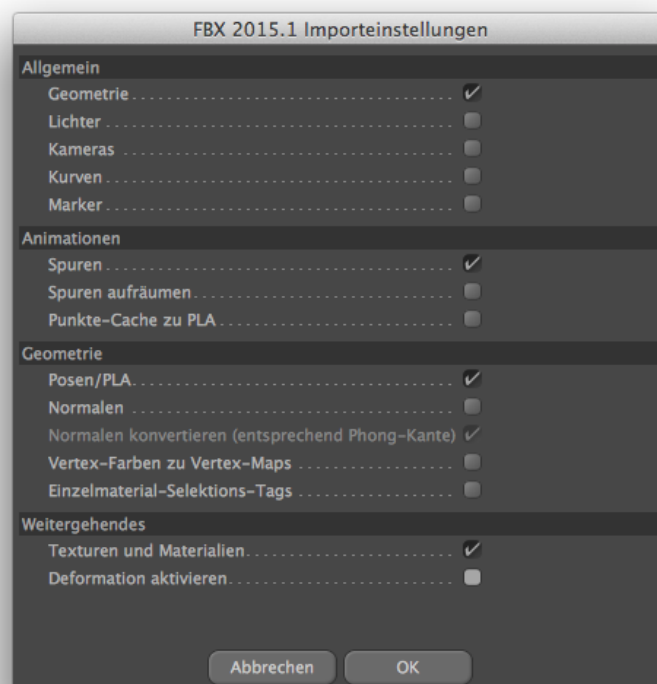 FBX 2015.1 Importeinstellungen
Allgemein
Geometrie
Lichter
Kameras
Kurven
Marker
Animationen
Spuren
Spuren aufräumen
Punkte-Cache zu PLA
Geometrie
Posen/PLA
Normalen
Normalen konvertieren (entsprechend Phong-Kante)
Vertex-Farben zu Vertex-Maps
Einzelmaterial-Selektions-Tags
Weitergehendes
Texturen und Materialien
Deformation aktivieren
Abbrechen OK